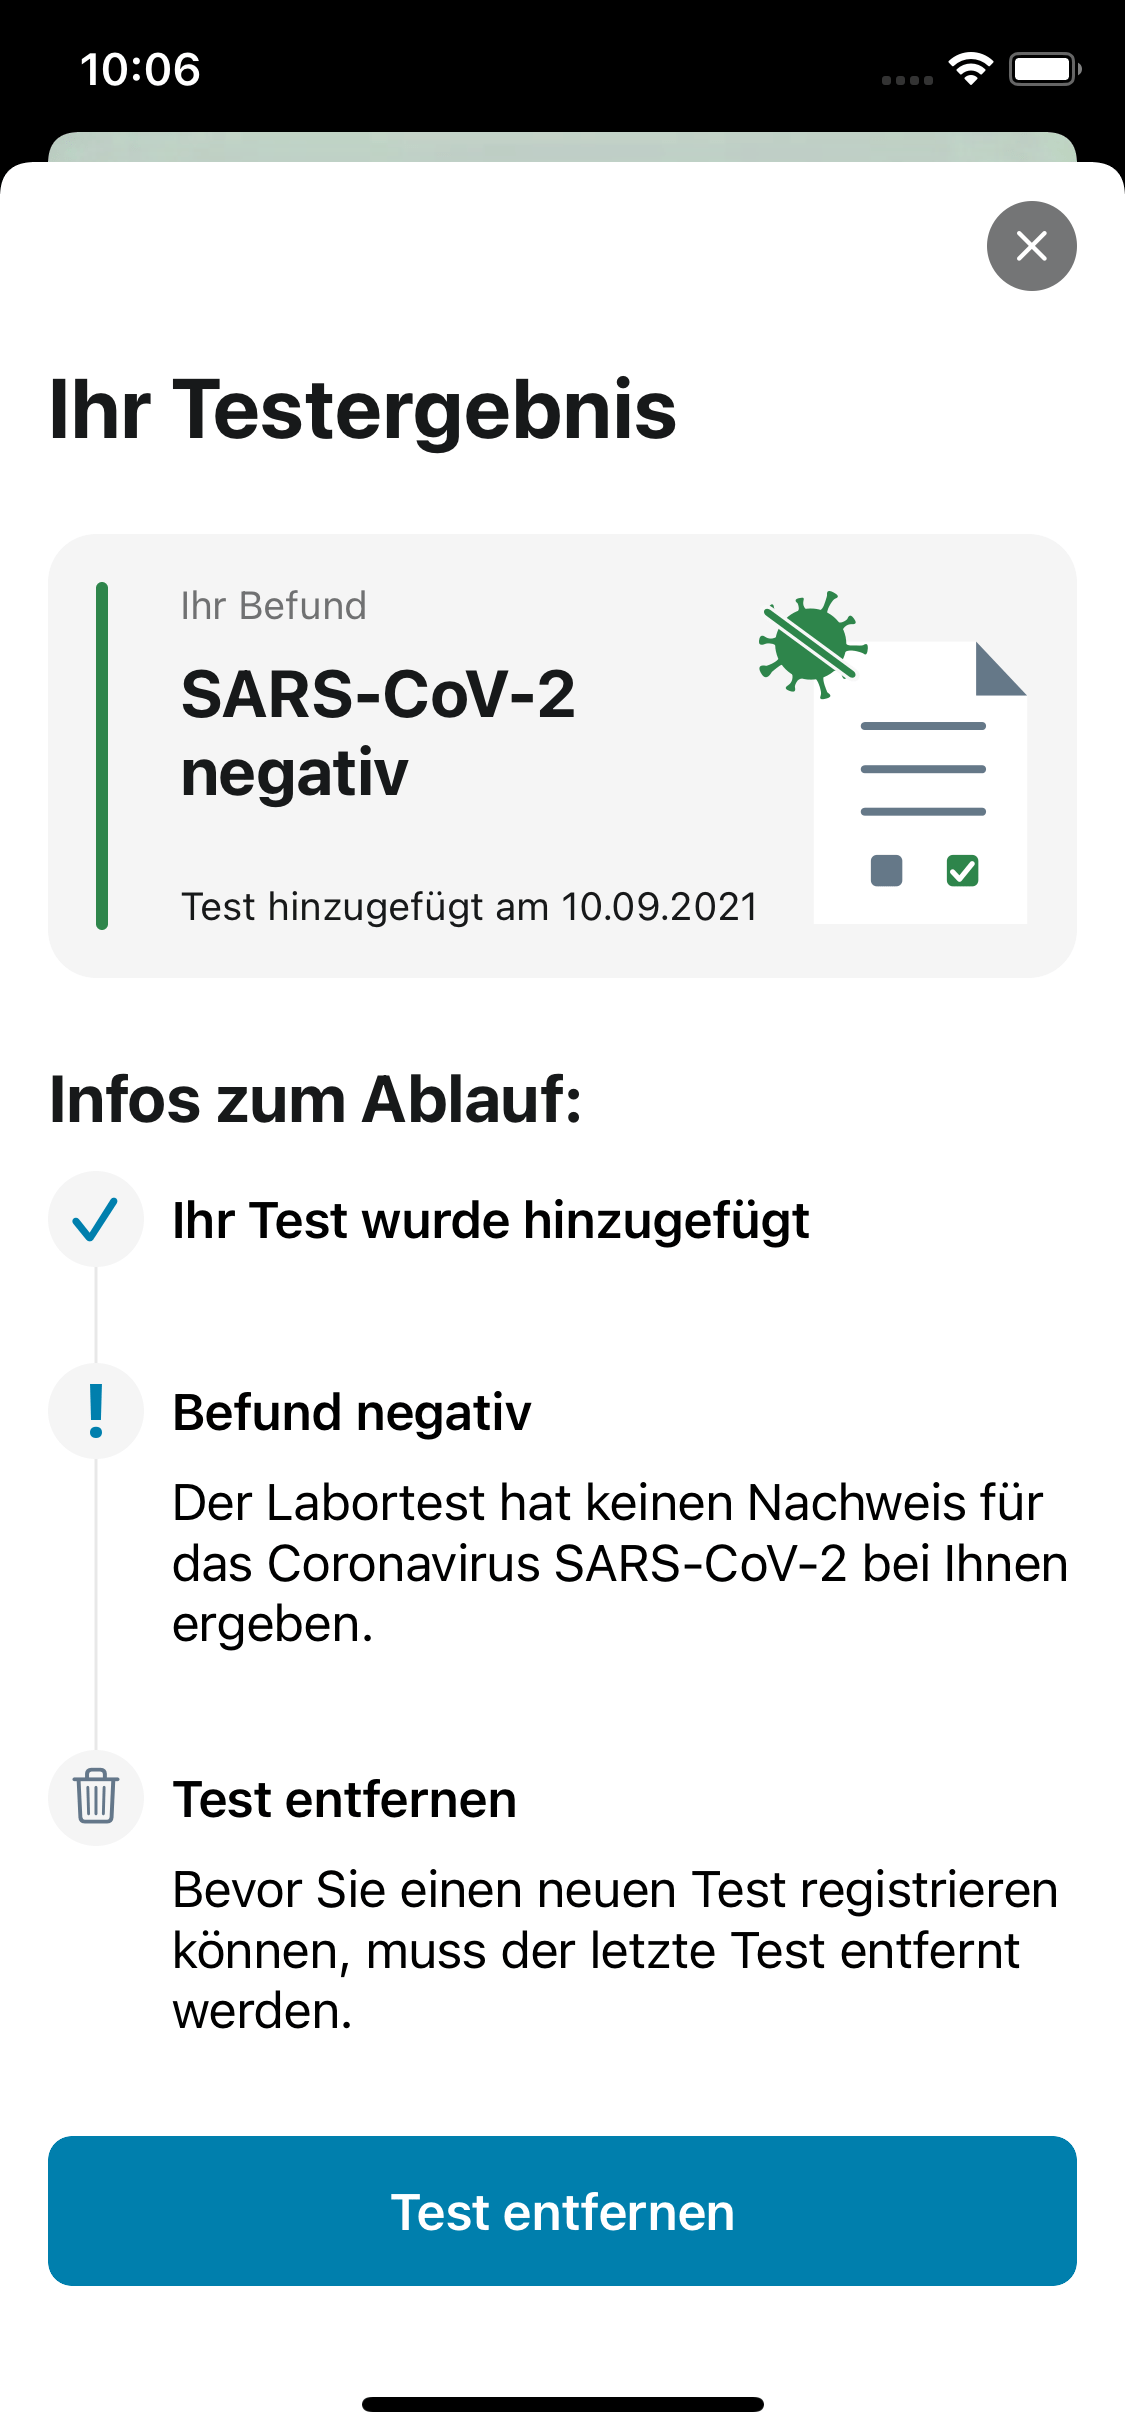 10:06
Ihr Testergebnis
Ihr Befund
SARS-CoV-2
negativ
Test hinzugefügt am 10.09.2021
Infos zum Ablauf:
Ihr Test wurde hinzugefügt
Befund negativ
Der Labortest hat keinen Nachweis für
das Coronavirus SARS-CoV-2 bei Ihnen
ergeben.
Test entfernen
Bevor Sie einen neuen Test registrieren
können, muss der letzte Test entfernt
werden.
Test entfernen